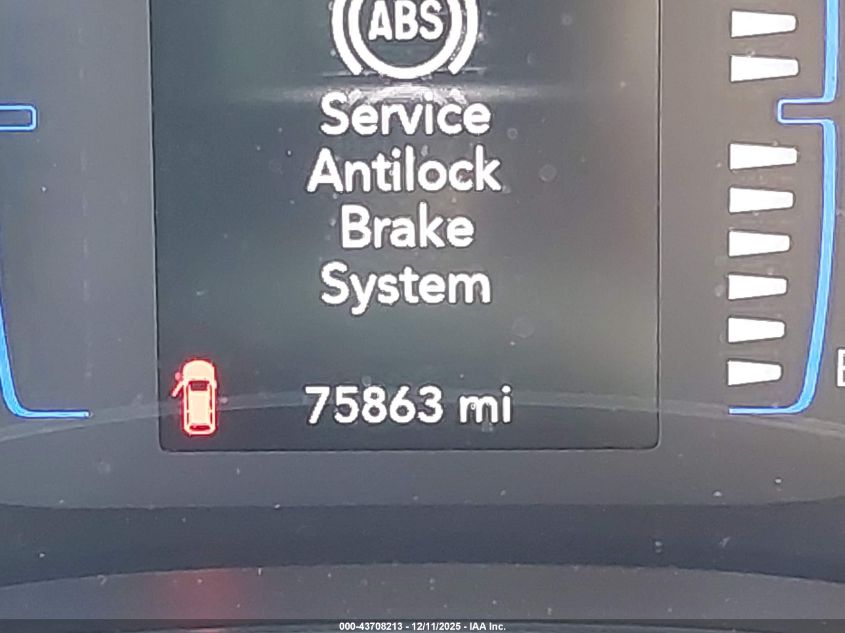 ABS
Service
Antilock
Brake
System
75863 mi
000-43708213 - 12/11/2025 - IAA Inc.